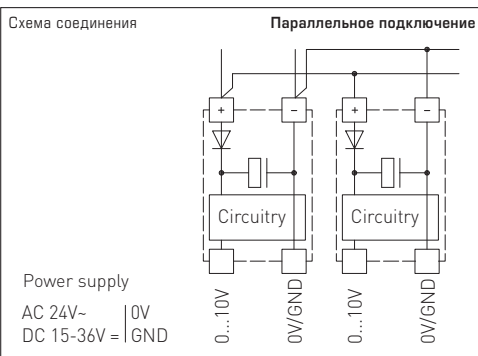 Схема соединения
Параллельное подключение
+ − + −
Circuitry Circuitry
Power supply
AC 24V~ 0V
DC 15-36V = GND
0...10V
0V/GND
0...10V
0V/GND